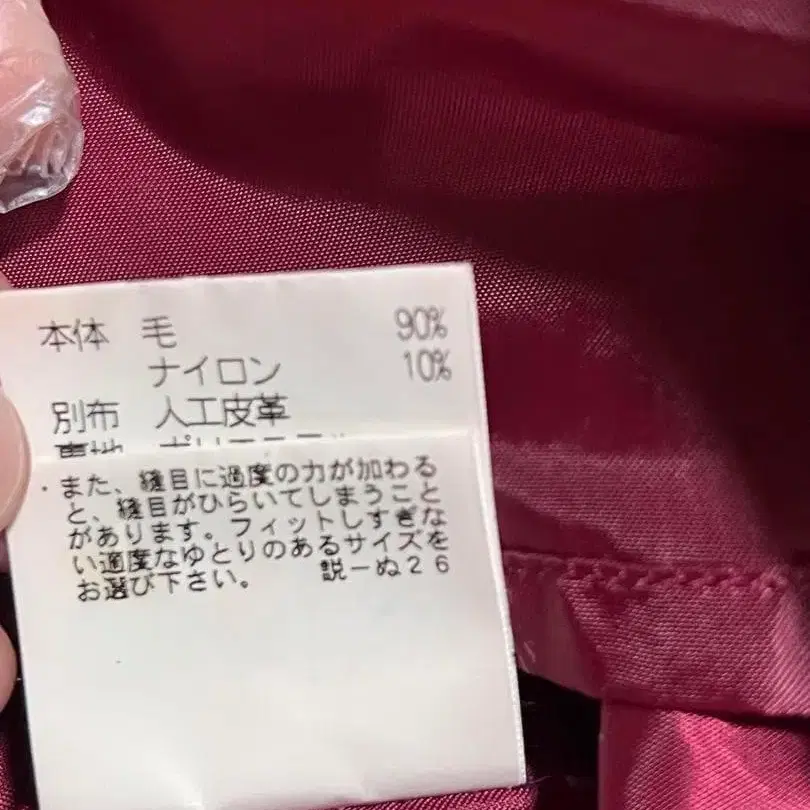 本体 毛 90%
ナイロン 10%
別布 人工皮革
・また、縫目に過度の力が加わる
と、縫目がひらいてしまうこと
があります。フィットしすぎな
い適度なゆとりのあるサイズを
お選び下さい。 説ーぬ26